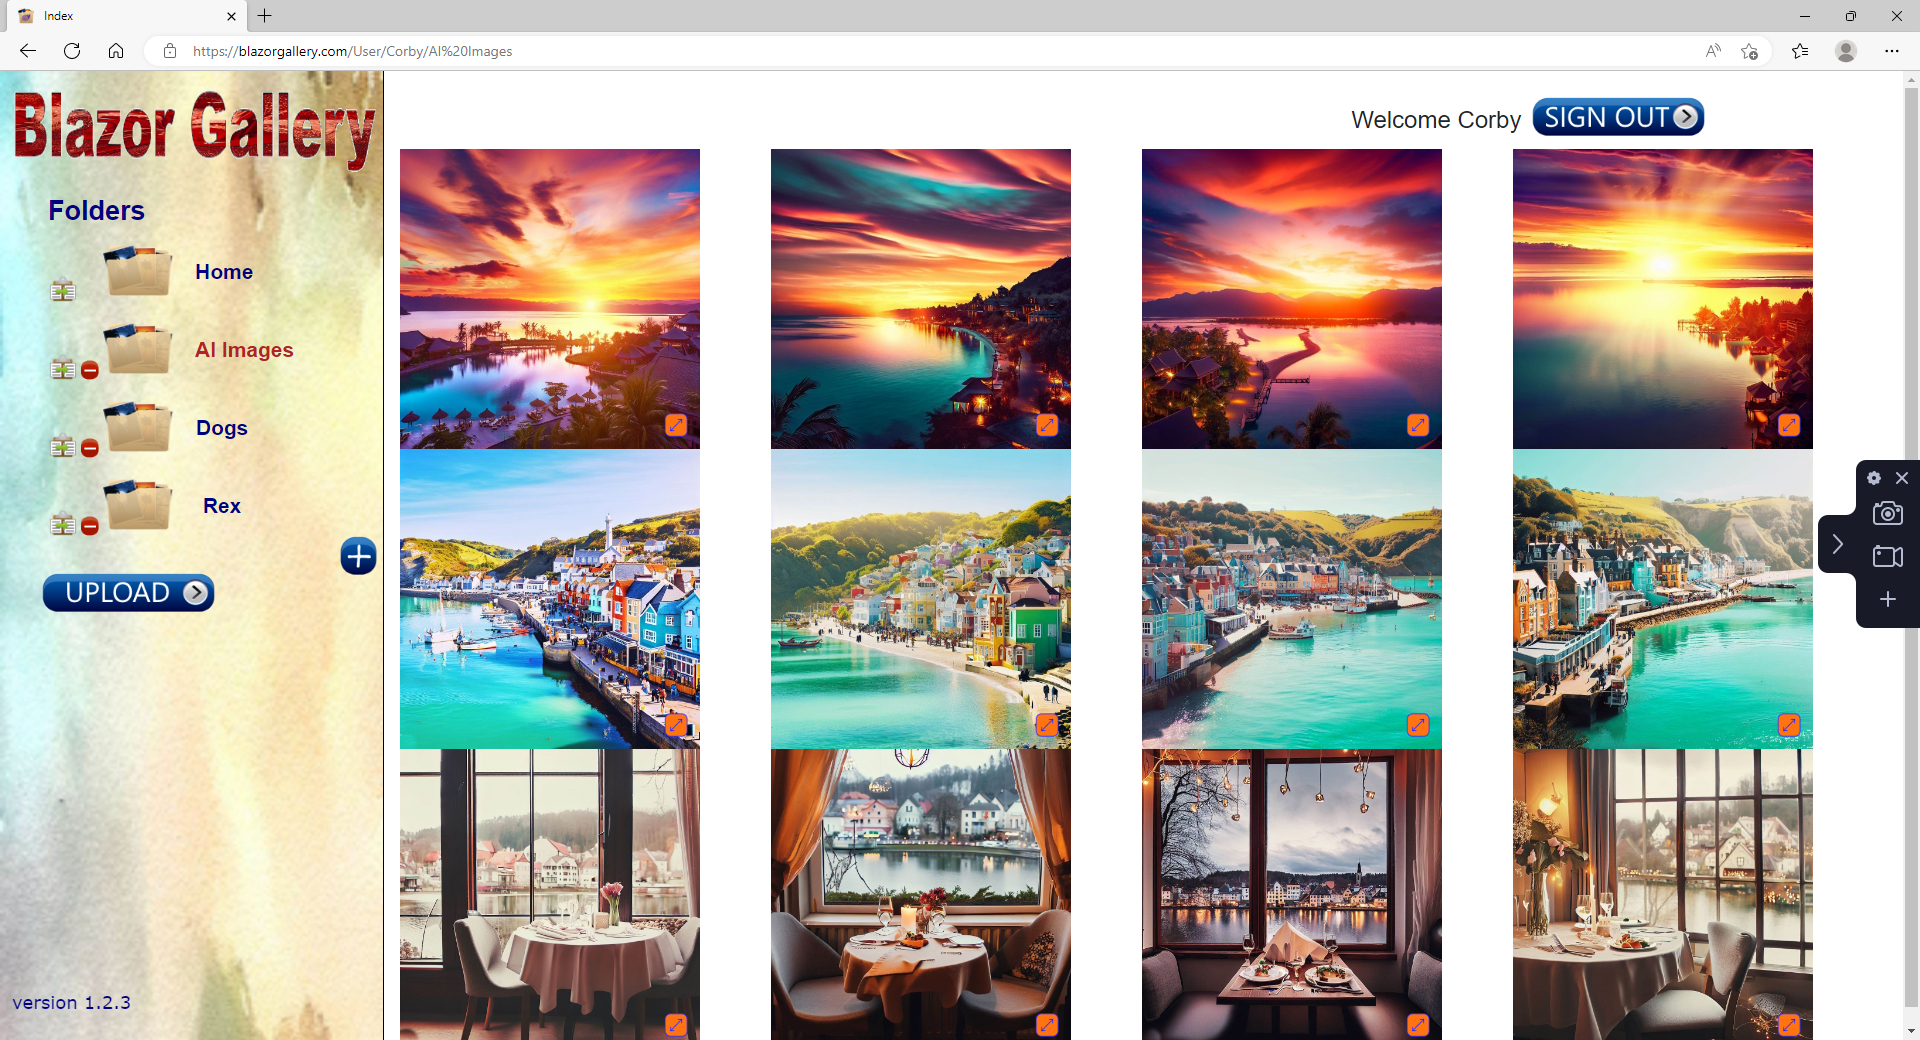 Index
https://blazorgallery.com/User/Corby/AI%20Images
Blazor Gallery
Welcome Corby
SIGN OUT
Folders
Home
AI Images
Dogs
Rex
UPLOAD
version 1.2.3